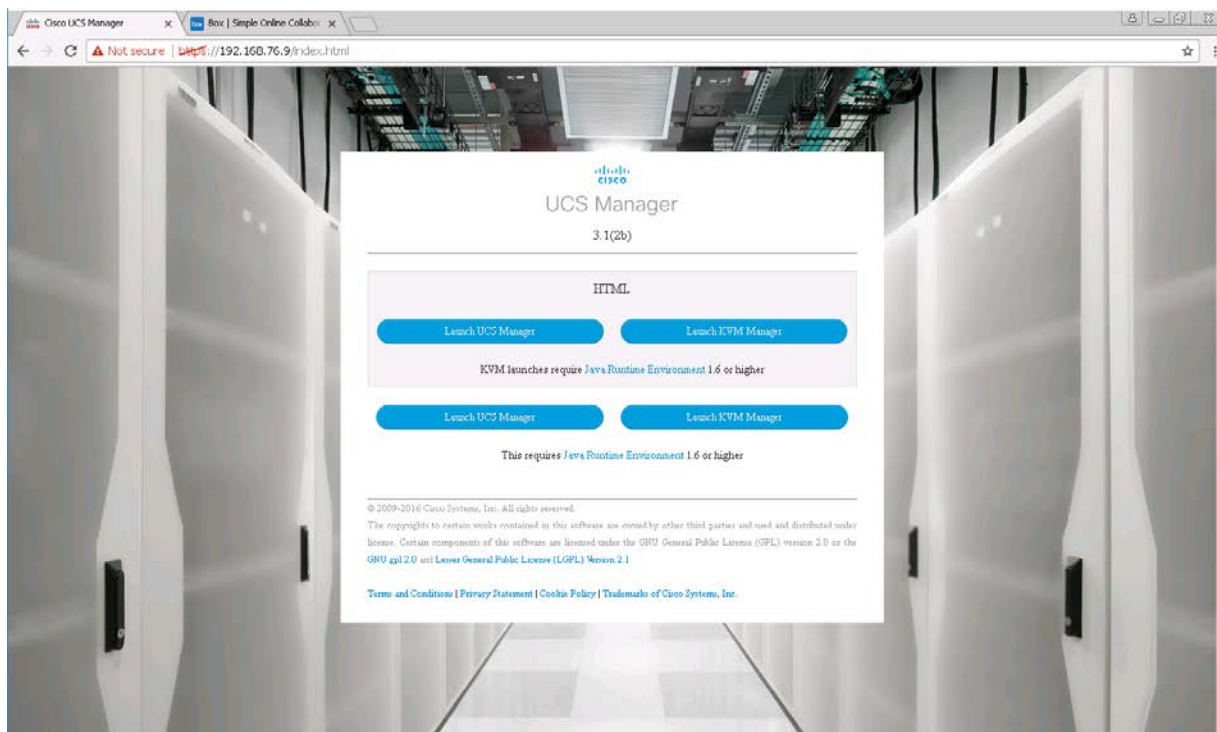 Cisco UCS Manager
Box | Simple Online Collabor
Not secure | https://192.168.76.9/index.html
CISCO
UCS Manager
3.1(2b)
HTML
Launch UCS Manager Launch KVM Manager
KVM launches require Java Runtime Environment 1.6 or higher
Launch UCS Manager Launch KVM Manager
This requires Java Runtime Environment 1.6 or higher
© 2009-2016 Cisco Systems, Inc. All rights reserved.
The copyrights to certain works contained in this software are owned by other third parties and used and distributed under
license. Certain components of this software are licensed under the GNU General Public License (GPL) version 2.0 or the
GNU gpl 2.0 and Lesser General Public License (LGPL) Version 2.1
Terms and Conditions | Privacy Statement | Cookie Policy | Trademarks of Cisco Systems, Inc.